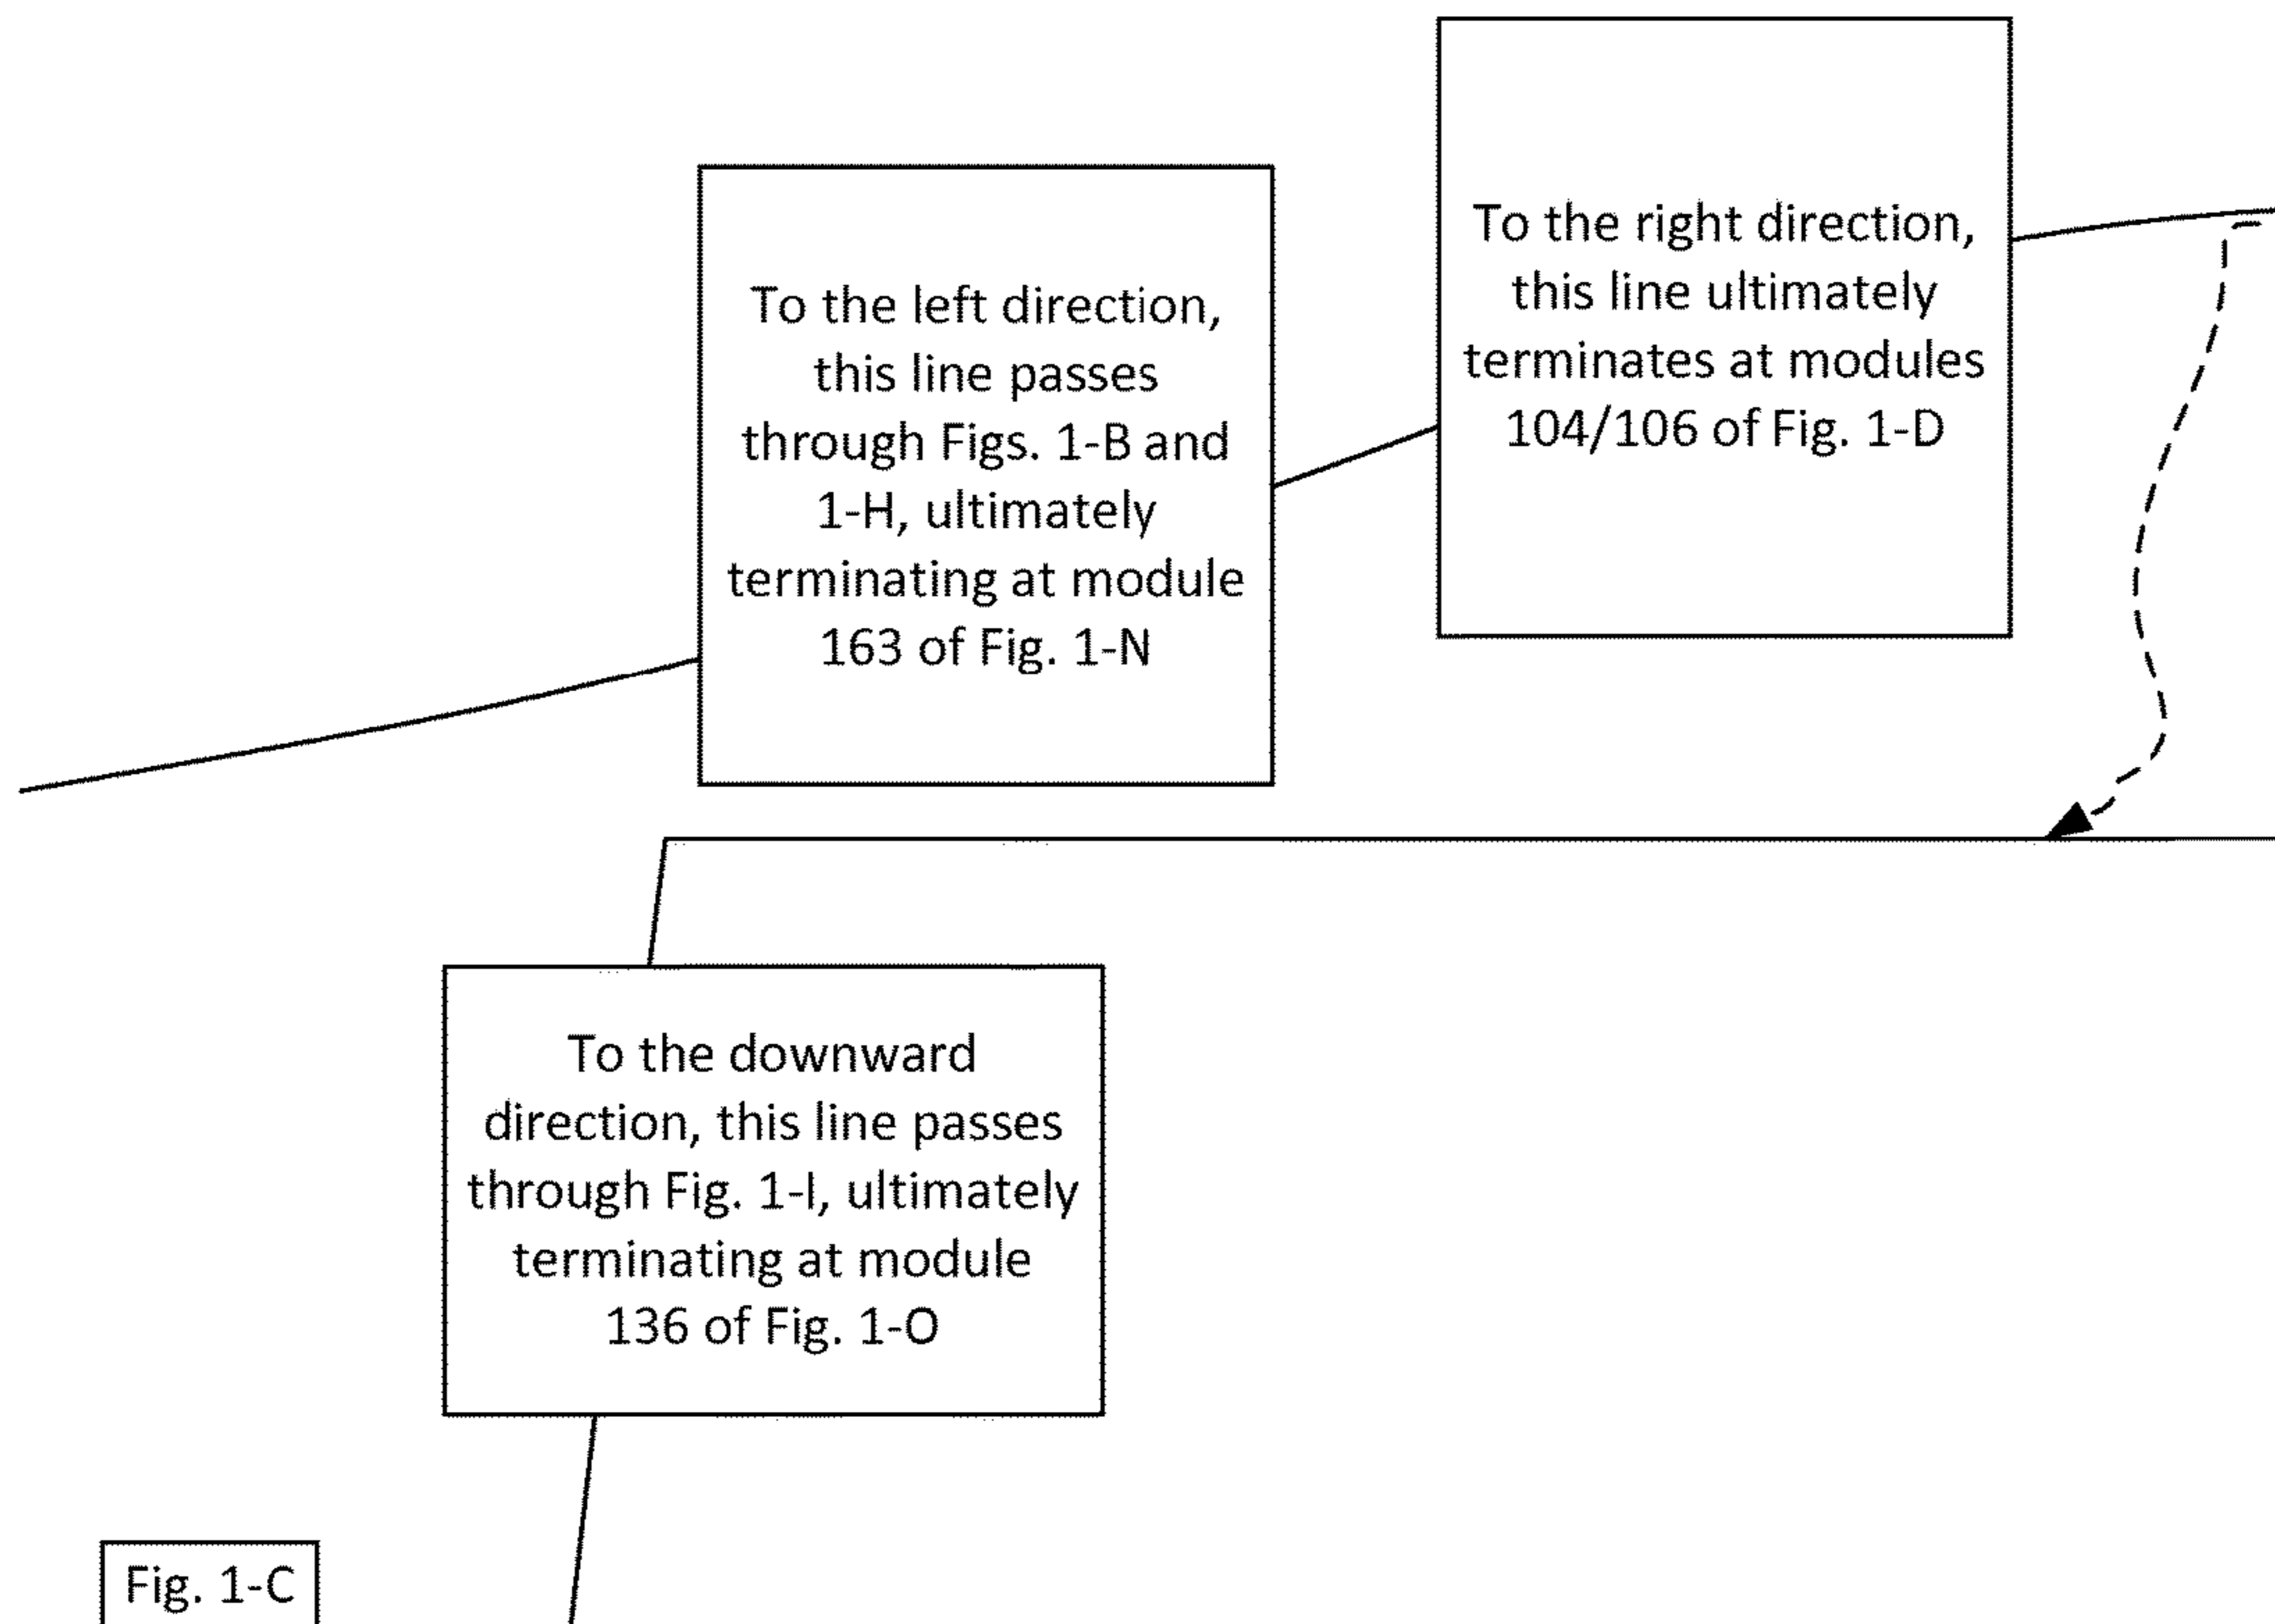 To the left direction,
this line passes
through Figs. 1-B and
1-H, ultimately
terminating at module
163 of Fig. 1-N
To the right direction,
this line ultimately
terminates at modules
104/106 of Fig. 1-D
To the downward
direction, this line passes
through Fig. 1-I, ultimately
terminating at module
136 of Fig. 1-O
Fig. 1-C